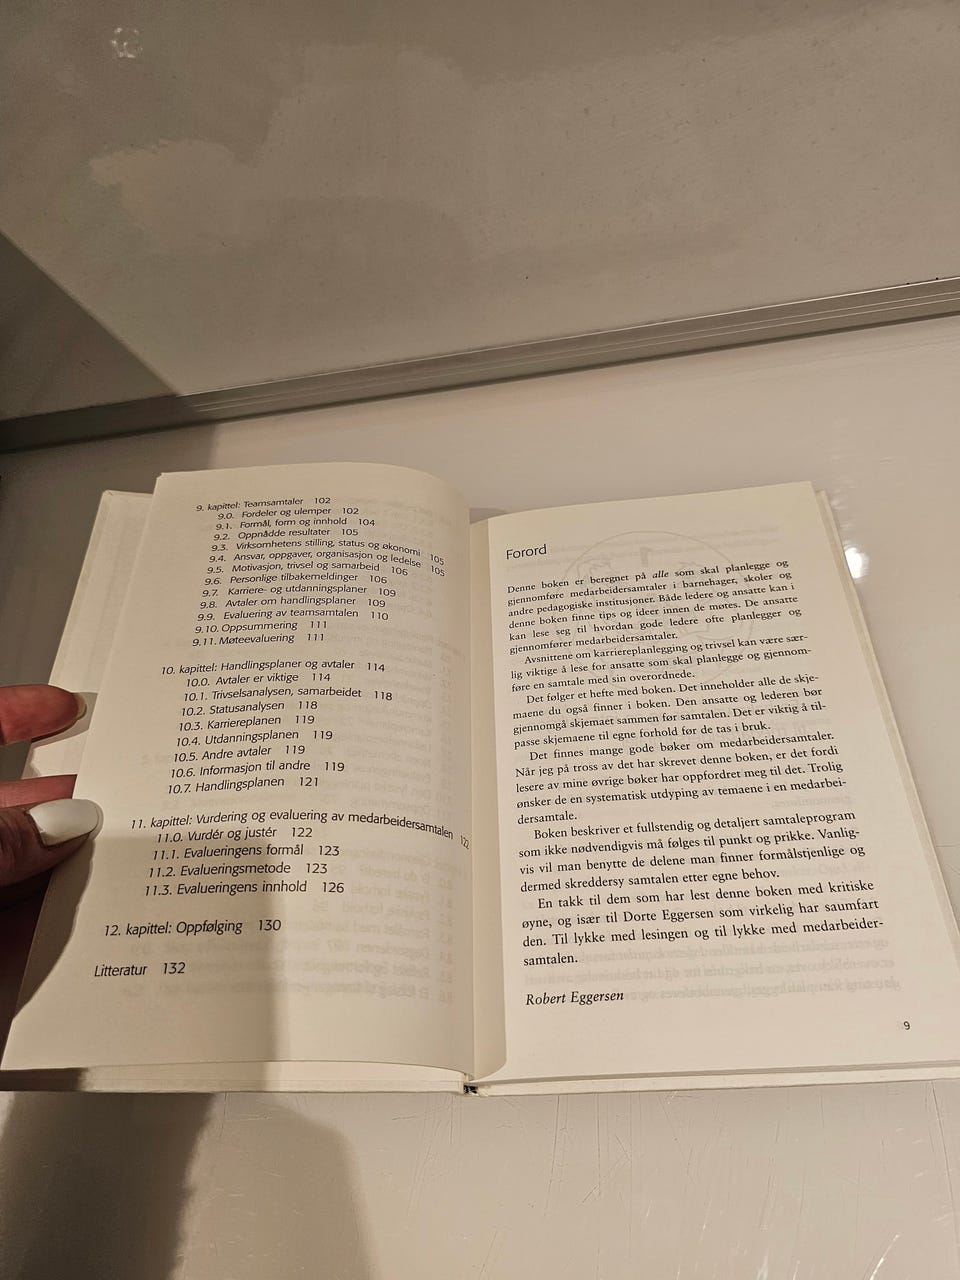 9. kapittel: Teamsamtaler 102
9.0. Fordeler og ulemper 102
9.1. Formål, form og innhold 104
9.2. Oppnådde resultater 105
9.3. Virksomhetens stilling, status og økonomi 105
9.4. Ansvar, oppgaver, organisasjon og ledelse 105
9.5. Motivasjon, trivsel og samarbeid 106
9.6. Personlige tilbakemeldinger 106
9.7. Karriere- og utdanningsplaner 109
9.8. Avtaler om handlingsplaner 109
9.9. Evaluering av teamsamtalen 110
9.10. Oppsummering 111
9.11. Møteevaluering 111
10. kapittel: Handlingsplaner og avtaler 114
10.0. Avtaler er viktige 114
10.1. Trivselsanalysen, samarbeidet 118
10.2. Statusanalysen 118
10.3. Karriereplanen 119
10.4. Utdanningsplanen 119
10.5. Andre avtaler 119
10.6. Informasjon til andre 119
10.7. Handlingsplanen 121
11. kapittel: Vurdering og evaluering av medarbeidersamtalen 122
11.0. Vurdér og justér 122
11.1. Evalueringens formål 123
11.2. Evalueringsmetode 123
11.3. Evalueringens innhold 126
12. kapittel: Oppfølging 130
Litteratur 132
Forord
Denne boken er beregnet på alle som skal planlegge og
gjennomføre medarbeidersamtaler i barnehager, skoler og
andre pedagogiske institusjoner. Både ledere og ansatte kan i
denne boken finne tips og ideer innen de møtes. De ansatte
kan lese seg til hvordan gode ledere ofte planlegger og
gjennomfører medarbeidersamtaler.
Avsnittene om karriereplanlegging og trivsel kan være sær-
lig viktige å lese for ansatte som skal planlegge og gjennom-
føre en samtale med sin overordnede.
Det følger et hefte med boken. Det inneholder alle de skje-
maene du også finner i boken. Den ansatte og lederen bør
gjennomgå skjemaet sammen før samtalen. Det er viktig å til-
passe skjemaene til egne forhold før de tas i bruk.
Det finnes mange gode bøker om medarbeidersamtaler.
Når jeg på tross av det har skrevet denne boken, er det fordi
lesere av mine øvrige bøker har oppfordret meg til det. Trolig
ønsker de en systematisk utdyping av temaene i en medarbei-
dersamtale.
Boken beskriver et fullstendig og detaljert samtaleprogram
som ikke nødvendigvis må følges til punkt og prikke. Vanlig-
vis vil man benytte de delene man finner formålstjenlige og
dermed skreddersy samtalen etter egne behov.
En takk til dem som har lest denne boken med kritiske
øyne, og især til Dorte Eggersen som virkelig har saumfart
den. Til lykke med lesingen og til lykke med medarbeider-
samtalen.
Robert Eggersen
9